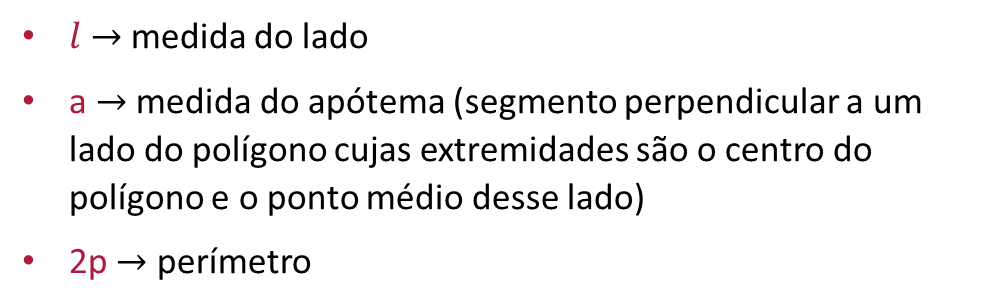 • l → medida do lado
• a → medida do apótema (segmento perpendicular a um
lado do polígono cujas extremidades são o centro do
polígono e o ponto médio desse lado)
• 2p → perímetro